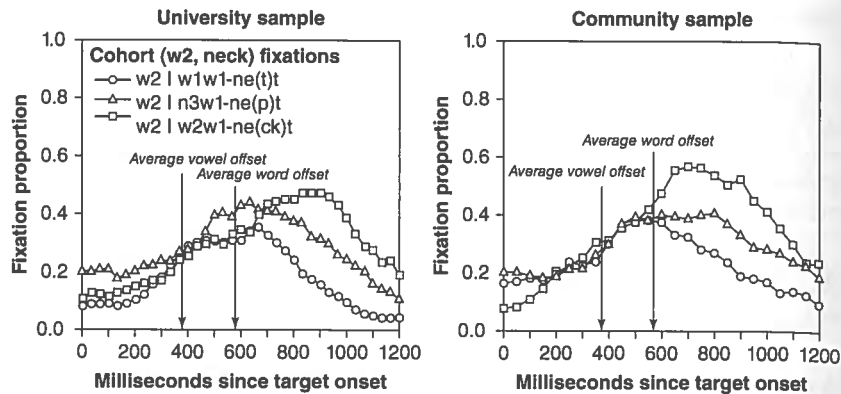 University sample
Community sample
Fixation proportion
1.0
0.8
0.6
0.4
0.2
0.0
Cohort (w2, neck) fixations
w2 I w1w1-ne(t)t
w2 I n3w1-ne(p)t
w2 I w2w1-ne(ck)t
Average vowel offset
Average word offset
0 200 400 600 800 1000 1200
Milliseconds since target onset
Fixation proportion
1.0
0.8
0.6
0.4
0.2
0.0
Average word offset
Average vowel offset
0 200 400 600 800 1000 1200
Milliseconds since target onset